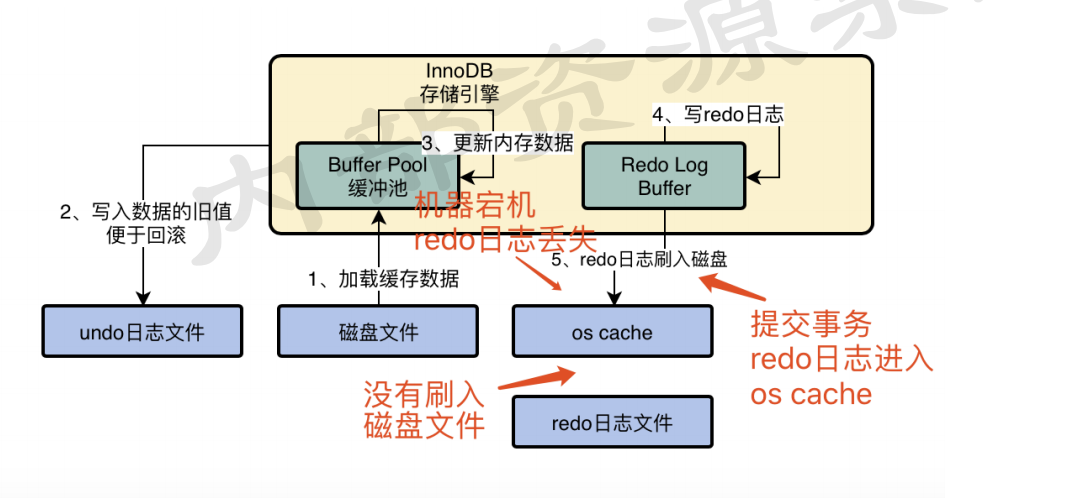 InnoDB
存储引擎
4、写redo日志
3、更新内存数据
Buffer Pool
缓冲池
Redo Log
Buffer
2、写入数据的旧值
便于回滚
机器宕机
redo日志丢失
5、redo日志刷入磁盘
1、加载缓存数据
undo日志文件
磁盘文件
os cache
提交事务
redo日志进入
os cache
没有刷入
磁盘文件
redo日志文件
内部资源